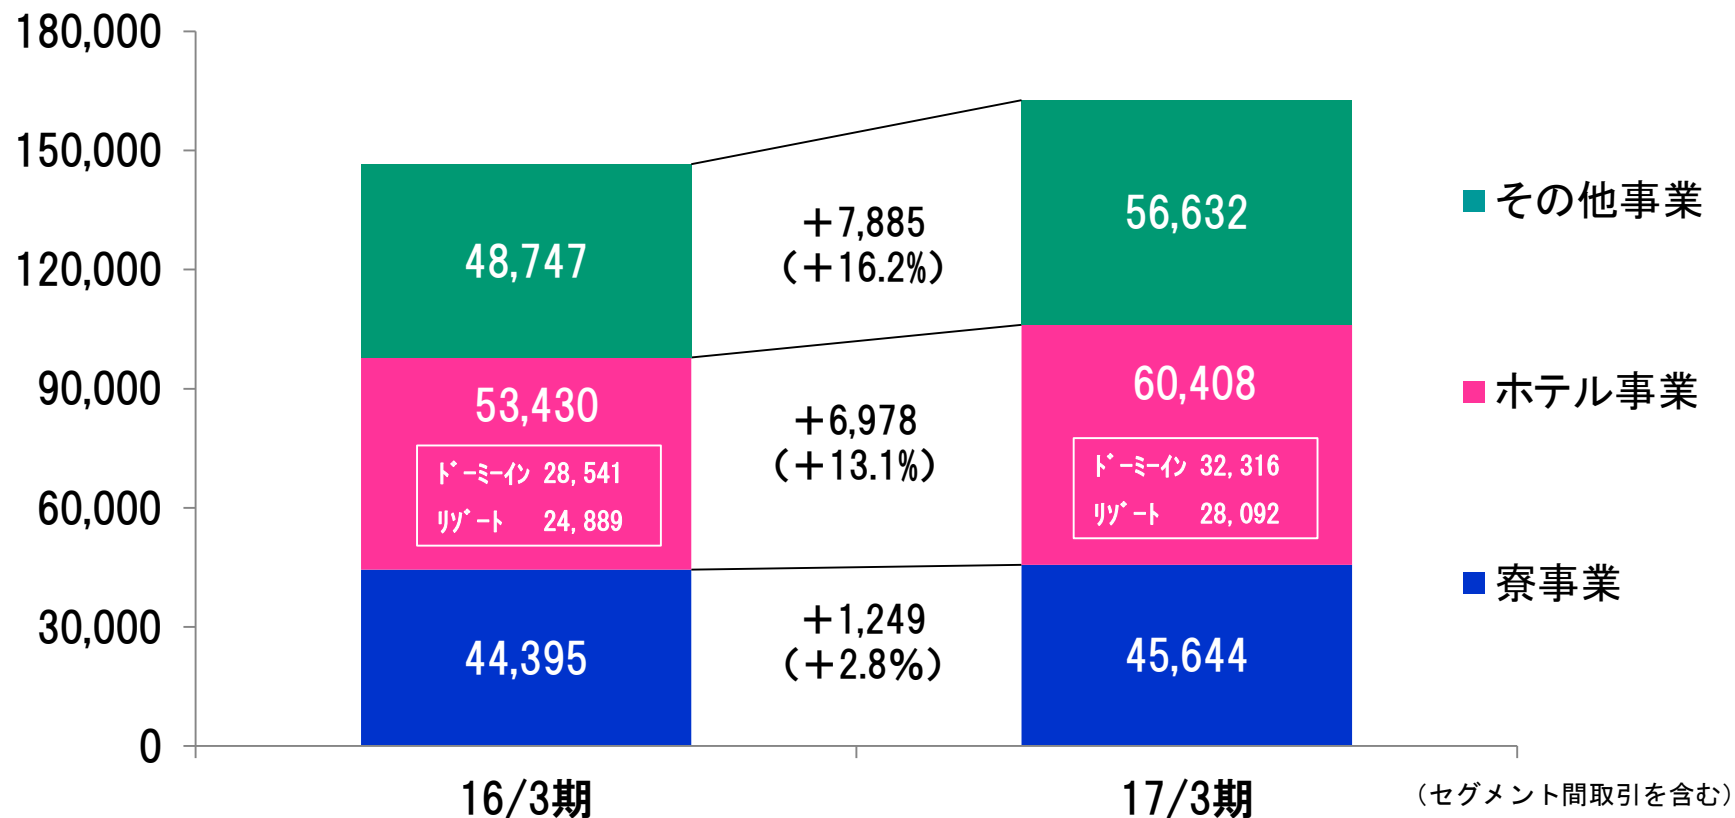 180,000
150,000
120,000
90,000
60,000
30,000
0
48,747
53,430
ﾄﾞｰﾐｰｲﾝ 28,541
ﾘｿﾞｰﾄ 24,889
44,395
＋7,885
(＋16.2%)
＋6,978
(＋13.1%)
＋1,249
(＋2.8%)
56,632
60,408
ﾄﾞｰﾐｰｲﾝ 32,316
ﾘｿﾞｰﾄ 28,092
45,644
その他事業
ホテル事業
寮事業
16/3期
17/3期
（セグメント間取引を含む）